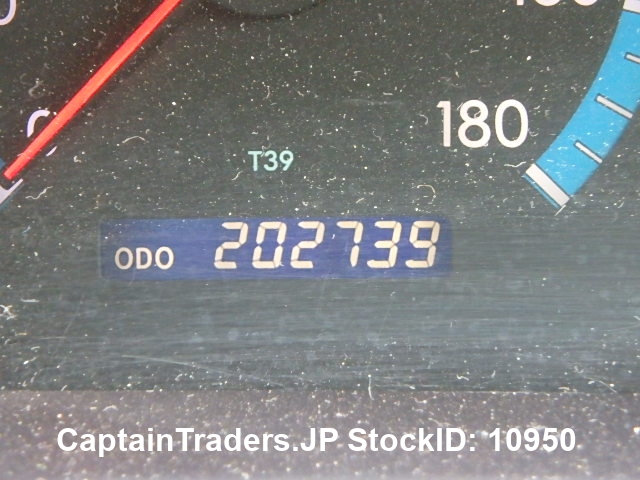 180
T39
ODO 202739
CaptainTraders.JP StockID: 10950